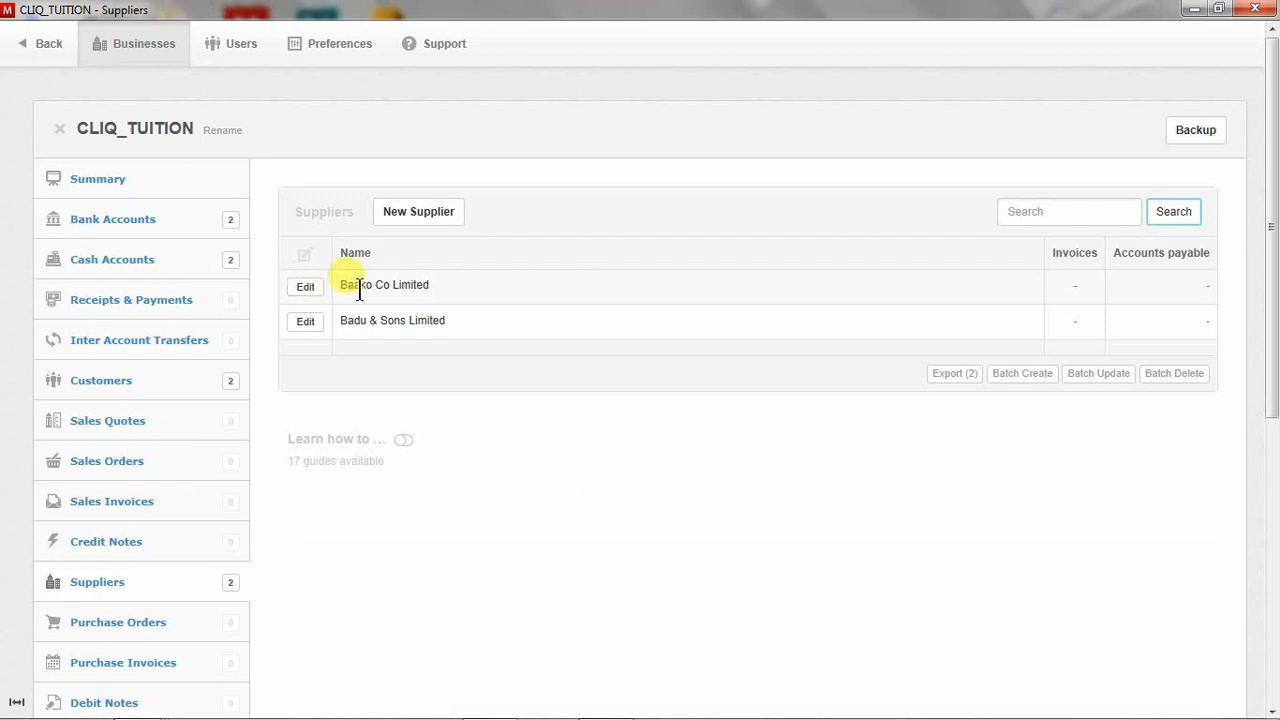 CLIQ_TUITION - Suppliers
Back Businesses Users Preferences Support
CLIQ_TUITION Rename Backup
Summary
Bank Accounts 2
Cash Accounts 2
Receipts & Payments 0
Inter Account Transfers 0
Customers 2
Sales Quotes 0
Sales Orders 0
Sales Invoices 0
Credit Notes 0
Suppliers 2
Purchase Orders 0
Purchase Invoices 0
Debit Notes 0
Suppliers New Supplier Search Search
Name Invoices Accounts payable
Edit Baako Co Limited - -
Edit Badu & Sons Limited - -
Export (2) Batch Create Batch Update Batch Delete
Learn how to ...
17 guides available